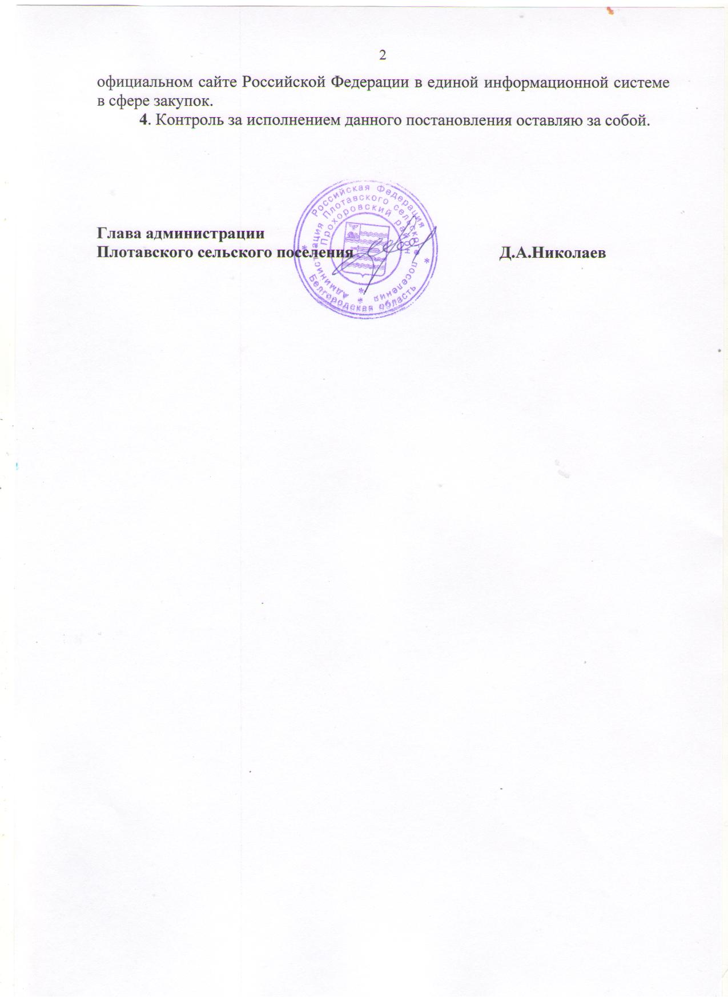 2
официальном сайте Российской Федерации в единой информационной системе
в сфере закупок.
4. Контроль за исполнением данного постановления оставляю за собой.
Российская Федерация
Администрация Плотавского сельского поселения
Прохоровский район
Белгородская область
Глава администрации
Плотавского сельского поселения Д.А.Николаев